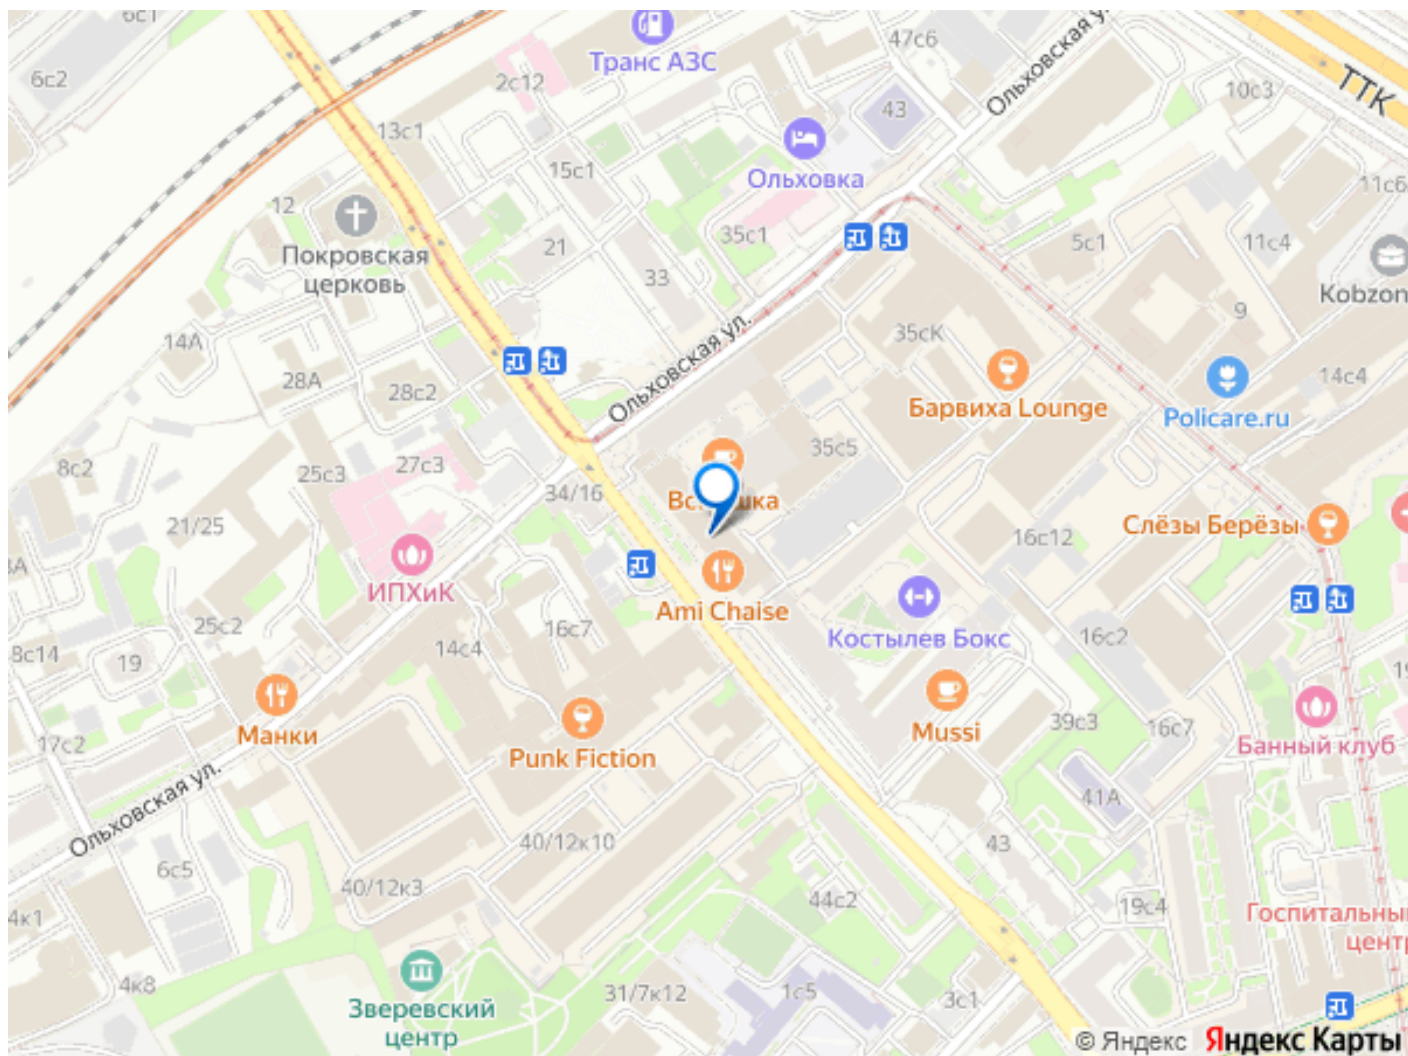 6с1
Транс АЗС
47с6
Ольховская ул.
ТТК
6с2
2с12
10с3
43
13с1
15с1
Ольховка
11с6
12
Покровская
церковь
21
35с1
5с1
11с4
33
Kobzon
9
14А
35сК
28А
28с2
Ольховская ул.
Барвиха Lounge
14с4
Policare.ru
8с2
25с3
27с3
35с5
34/16
21/25
Слёзы Берёзы
16с12
ИПХиК
Ami Chaise
25с2
16с7
Костылев Бокс
16с2
8с14
19
14с4
Манки
Mussi
39с3
16с7
17с2
Punk Fiction
Банный клуб
Ольховская ул.
41А
40/12к10
43
6с5
40/12к3
44с2
19с4
4к1
Госпитальны
центр
4к8
31/7к12
1с5
3с1
Зверевский
центр
© Яндекс Яндекс Карты